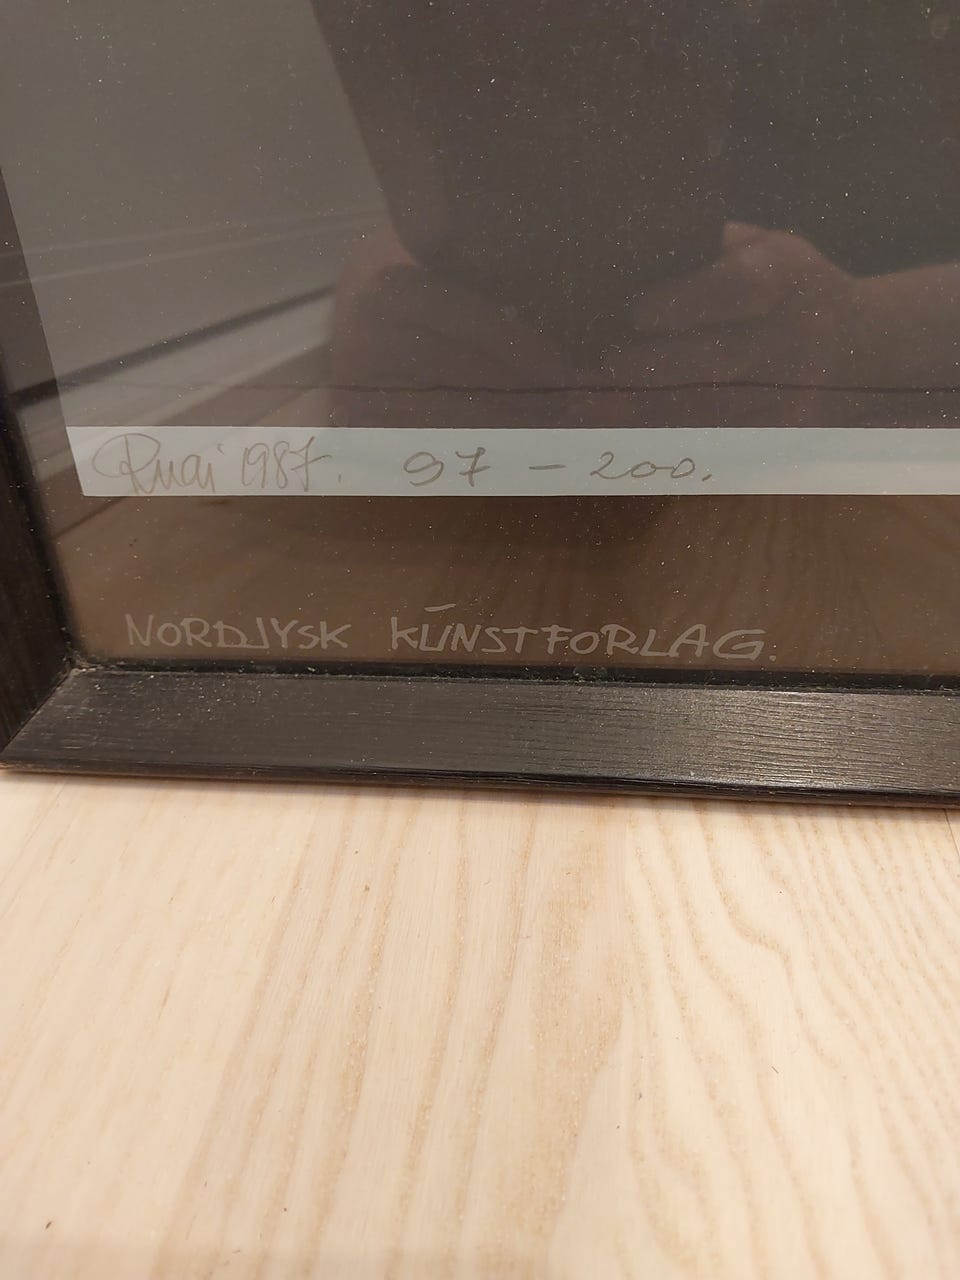 Ruai 1987. 97 - 200.
NORDJYSK KUNSTFORLAG.